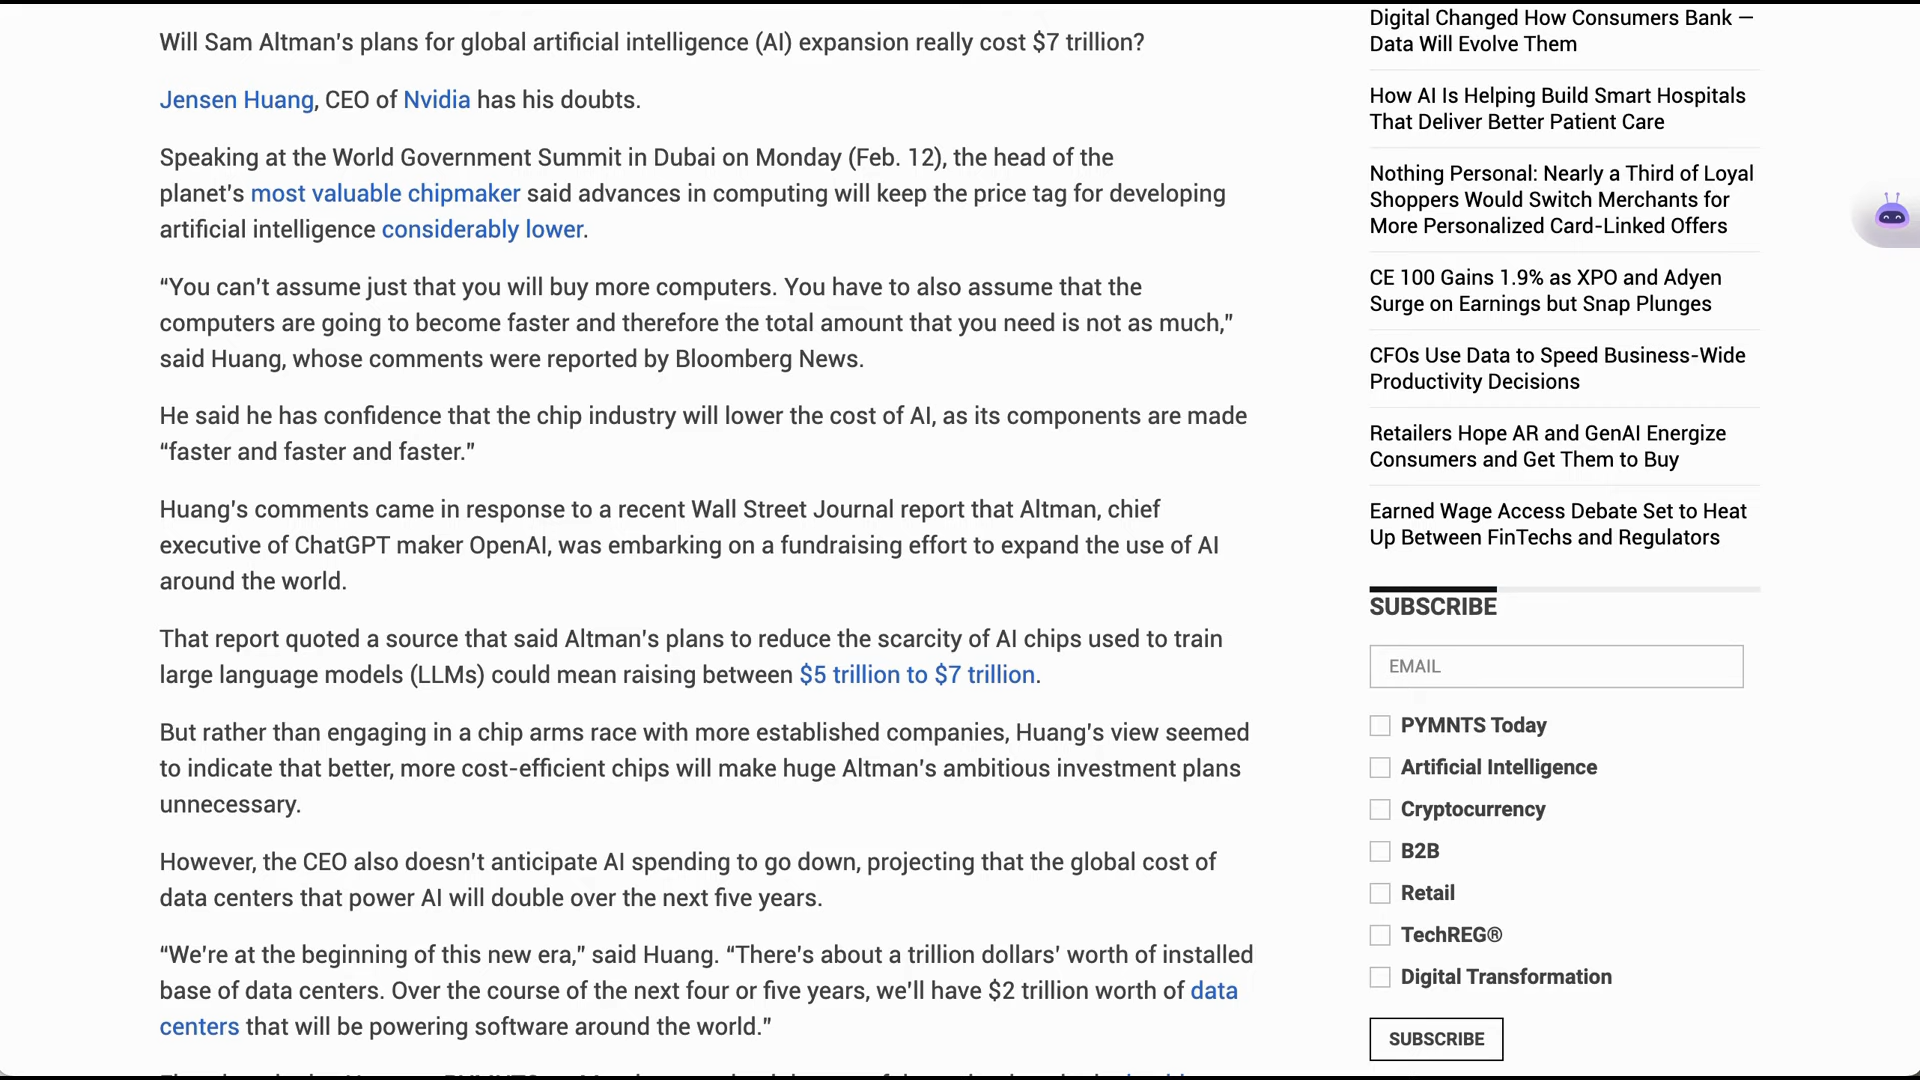 Will Sam Altman's plans for global artificial intelligence (AI) expansion really cost $7 trillion?
Jensen Huang, CEO of Nvidia has his doubts.
Speaking at the World Government Summit in Dubai on Monday (Feb. 12), the head of the
planet's most valuable chipmaker said advances in computing will keep the price tag for developing
artificial intelligence considerably lower.
“You can't assume just that you will buy more computers. You have to also assume that the
computers are going to become faster and therefore the total amount that you need is not as much,”
said Huang, whose comments were reported by Bloomberg News.
He said he has confidence that the chip industry will lower the cost of AI, as its components are made
“faster and faster and faster.”
Huang's comments came in response to a recent Wall Street Journal report that Altman, chief
executive of ChatGPT maker OpenAI, was embarking on a fundraising effort to expand the use of AI
around the world.
That report quoted a source that said Altman's plans to reduce the scarcity of AI chips used to train
large language models (LLMs) could mean raising between $5 trillion to $7 trillion.
But rather than engaging in a chip arms race with more established companies, Huang's view seemed
to indicate that better, more cost-efficient chips will make huge Altman's ambitious investment plans
unnecessary.
However, the CEO also doesn't anticipate AI spending to go down, projecting that the global cost of
data centers that power AI will double over the next five years.
“We're at the beginning of this new era,” said Huang. “There's about a trillion dollars' worth of installed
base of data centers. Over the course of the next four or five years, we'll have $2 trillion worth of data
centers that will be powering software around the world.”
Digital Changed How Consumers Bank —
Data Will Evolve Them
How AI Is Helping Build Smart Hospitals
That Deliver Better Patient Care
Nothing Personal: Nearly a Third of Loyal
Shoppers Would Switch Merchants for
More Personalized Card-Linked Offers
CE 100 Gains 1.9% as XPO and Adyen
Surge on Earnings but Snap Plunges
CFOs Use Data to Speed Business-Wide
Productivity Decisions
Retailers Hope AR and GenAI Energize
Consumers and Get Them to Buy
Earned Wage Access Debate Set to Heat
Up Between FinTechs and Regulators
SUBSCRIBE
EMAIL
PYMNTS Today
Artificial Intelligence
Cryptocurrency
B2B
Retail
TechREG®
Digital Transformation
SUBSCRIBE